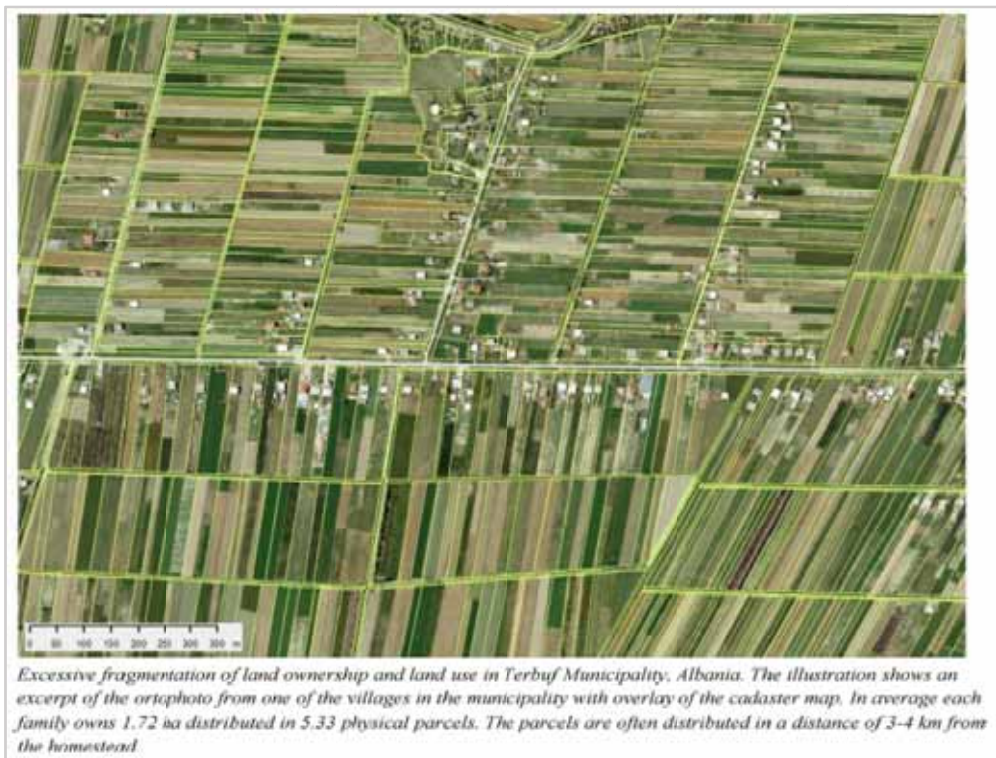 0 50 100 150 200 250 300 350 m
Excessive fragmentation of land ownership and land use in Terbuf Municipality, Albania. The illustration shows an
excerpt of the ortophoto from one of the villages in the municipality with overlay of the cadaster map. In average each
family owns 1.72 ha distributed in 5.33 physical parcels. The parcels are often distributed in a distance of 3-4 km from
the homestead